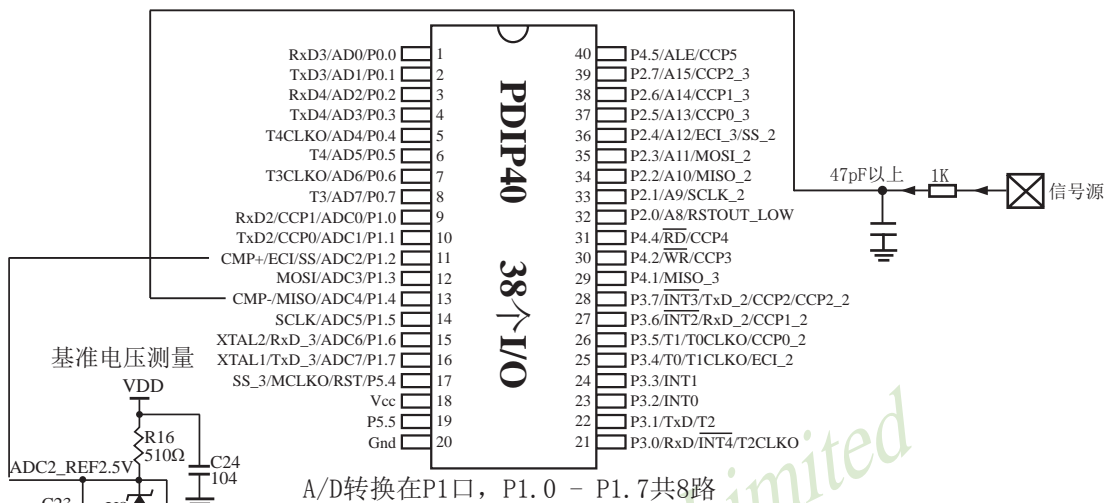 RxD3/AD0/P0.0 1 40 P4.5/ALE/CCP5
TxD3/AD1/P0.1 2 39 P2.7/A15/CCP2_3
RxD4/AD2/P0.2 3 38 P2.6/A14/CCP1_3
TxD4/AD3/P0.3 4 37 P2.5/A13/CCP0_3
T4CLKO/AD4/P0.4 5 36 P2.4/A12/ECI_3/SS_2
T4/AD5/P0.5 6 35 P2.3/A11/MOSI_2
T3CLKO/AD6/P0.6 7 34 P2.2/A10/MISO_2
T3/AD7/P0.7 8 33 P2.1/A9/SCLK_2
RxD2/CCP1/ADC0/P1.0 9 32 P2.0/A8/RSTOUT_LOW
TxD2/CCP0/ADC1/P1.1 10 31 P4.4/RD/CCP4
CMP+/ECI/SS/ADC2/P1.2 11 30 P4.2/WR/CCP3
MOSI/ADC3/P1.3 12 29 P4.1/MISO_3
CMP-/MISO/ADC4/P1.4 13 28 P3.7/INT3/TxD_2/CCP2/CCP2_2
SCLK/ADC5/P1.5 14 27 P3.6/INT2/RxD_2/CCP1_2
XTAL2/RxD_3/ADC6/P1.6 15 26 P3.5/T1/T0CLKO/CCP0_2
XTAL1/TxD_3/ADC7/P1.7 16 25 P3.4/T0/T1CLKO/ECI_2
SS_3/MCLKO/RST/P5.4 17 24 P3.3/INT1
Vcc 18 23 P3.2/INT0
P5.5 19 22 P3.1/TxD/T2
Gnd 20 21 P3.0/RxD/INT4/T2CLKO
PDIP40 38个I/O
47pF以上 1K 信号源
基准电压测量
VDD
R16
510Ω
C24
104
ADC2_REF2.5V
C23
A/D转换在P1口，P1.0 - P1.7共8路
Limited